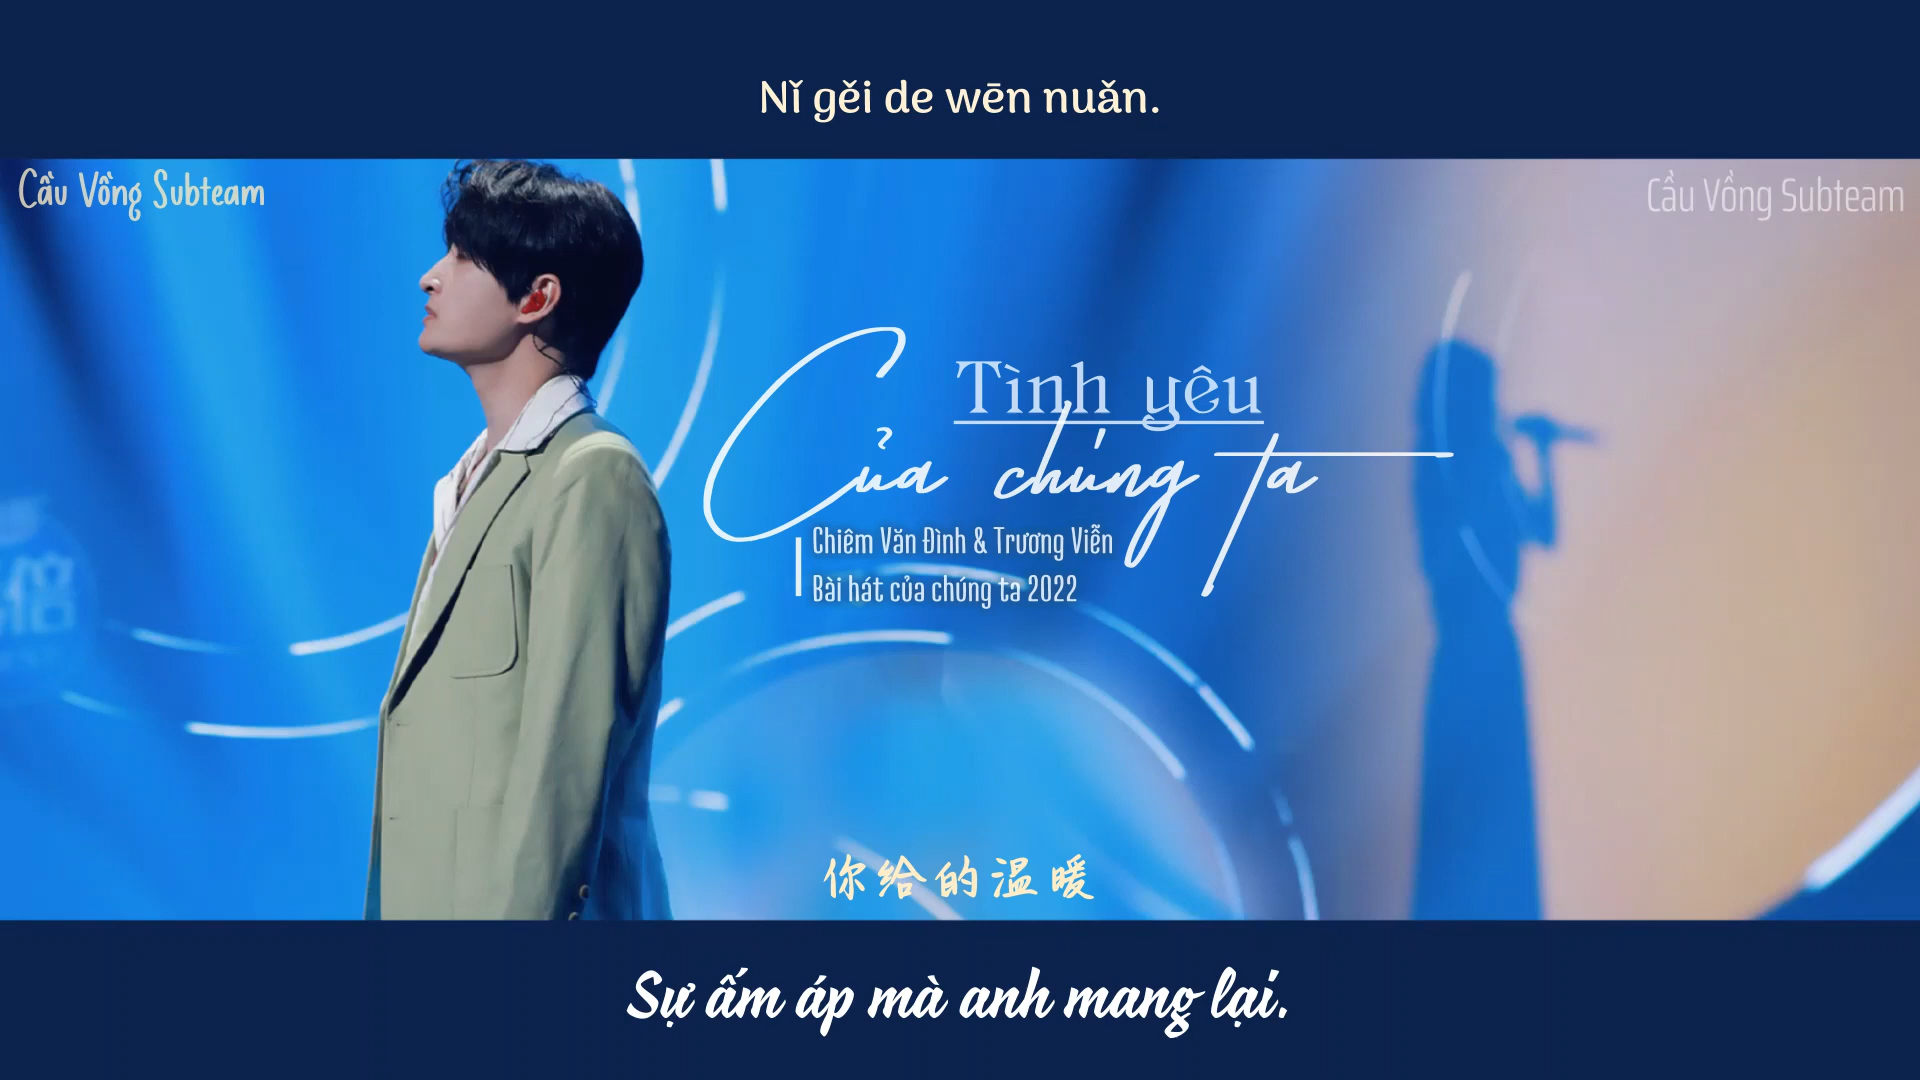 Nǐ gěi de wēn nuǎn.
Cầu Vồng Subteam
Cầu Vồng Subteam
Tình yêu
Của chúng ta
Chiêm Văn Đình & Trương Viễn
Bài hát của chúng ta 2022
倍
你给的温暖
Sự ấm áp mà anh mang lại.